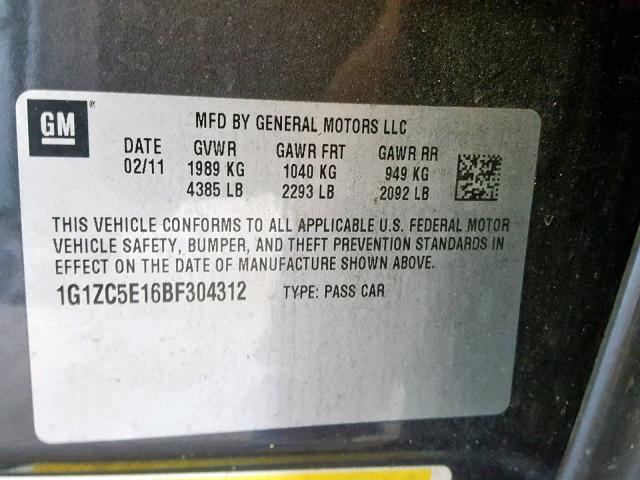 GM ®
MFD BY GENERAL MOTORS LLC
DATE GVWR GAWR FRT GAWR RR
02/11 1989 KG 1040 KG 949 KG
4385 LB 2293 LB 2092 LB
THIS VEHICLE CONFORMS TO ALL APPLICABLE U.S. FEDERAL MOTOR
VEHICLE SAFETY, BUMPER, AND THEFT PREVENTION STANDARDS IN
EFFECT ON THE DATE OF MANUFACTURE SHOWN ABOVE.
1G1ZC5E16BF304312 TYPE: PASS CAR